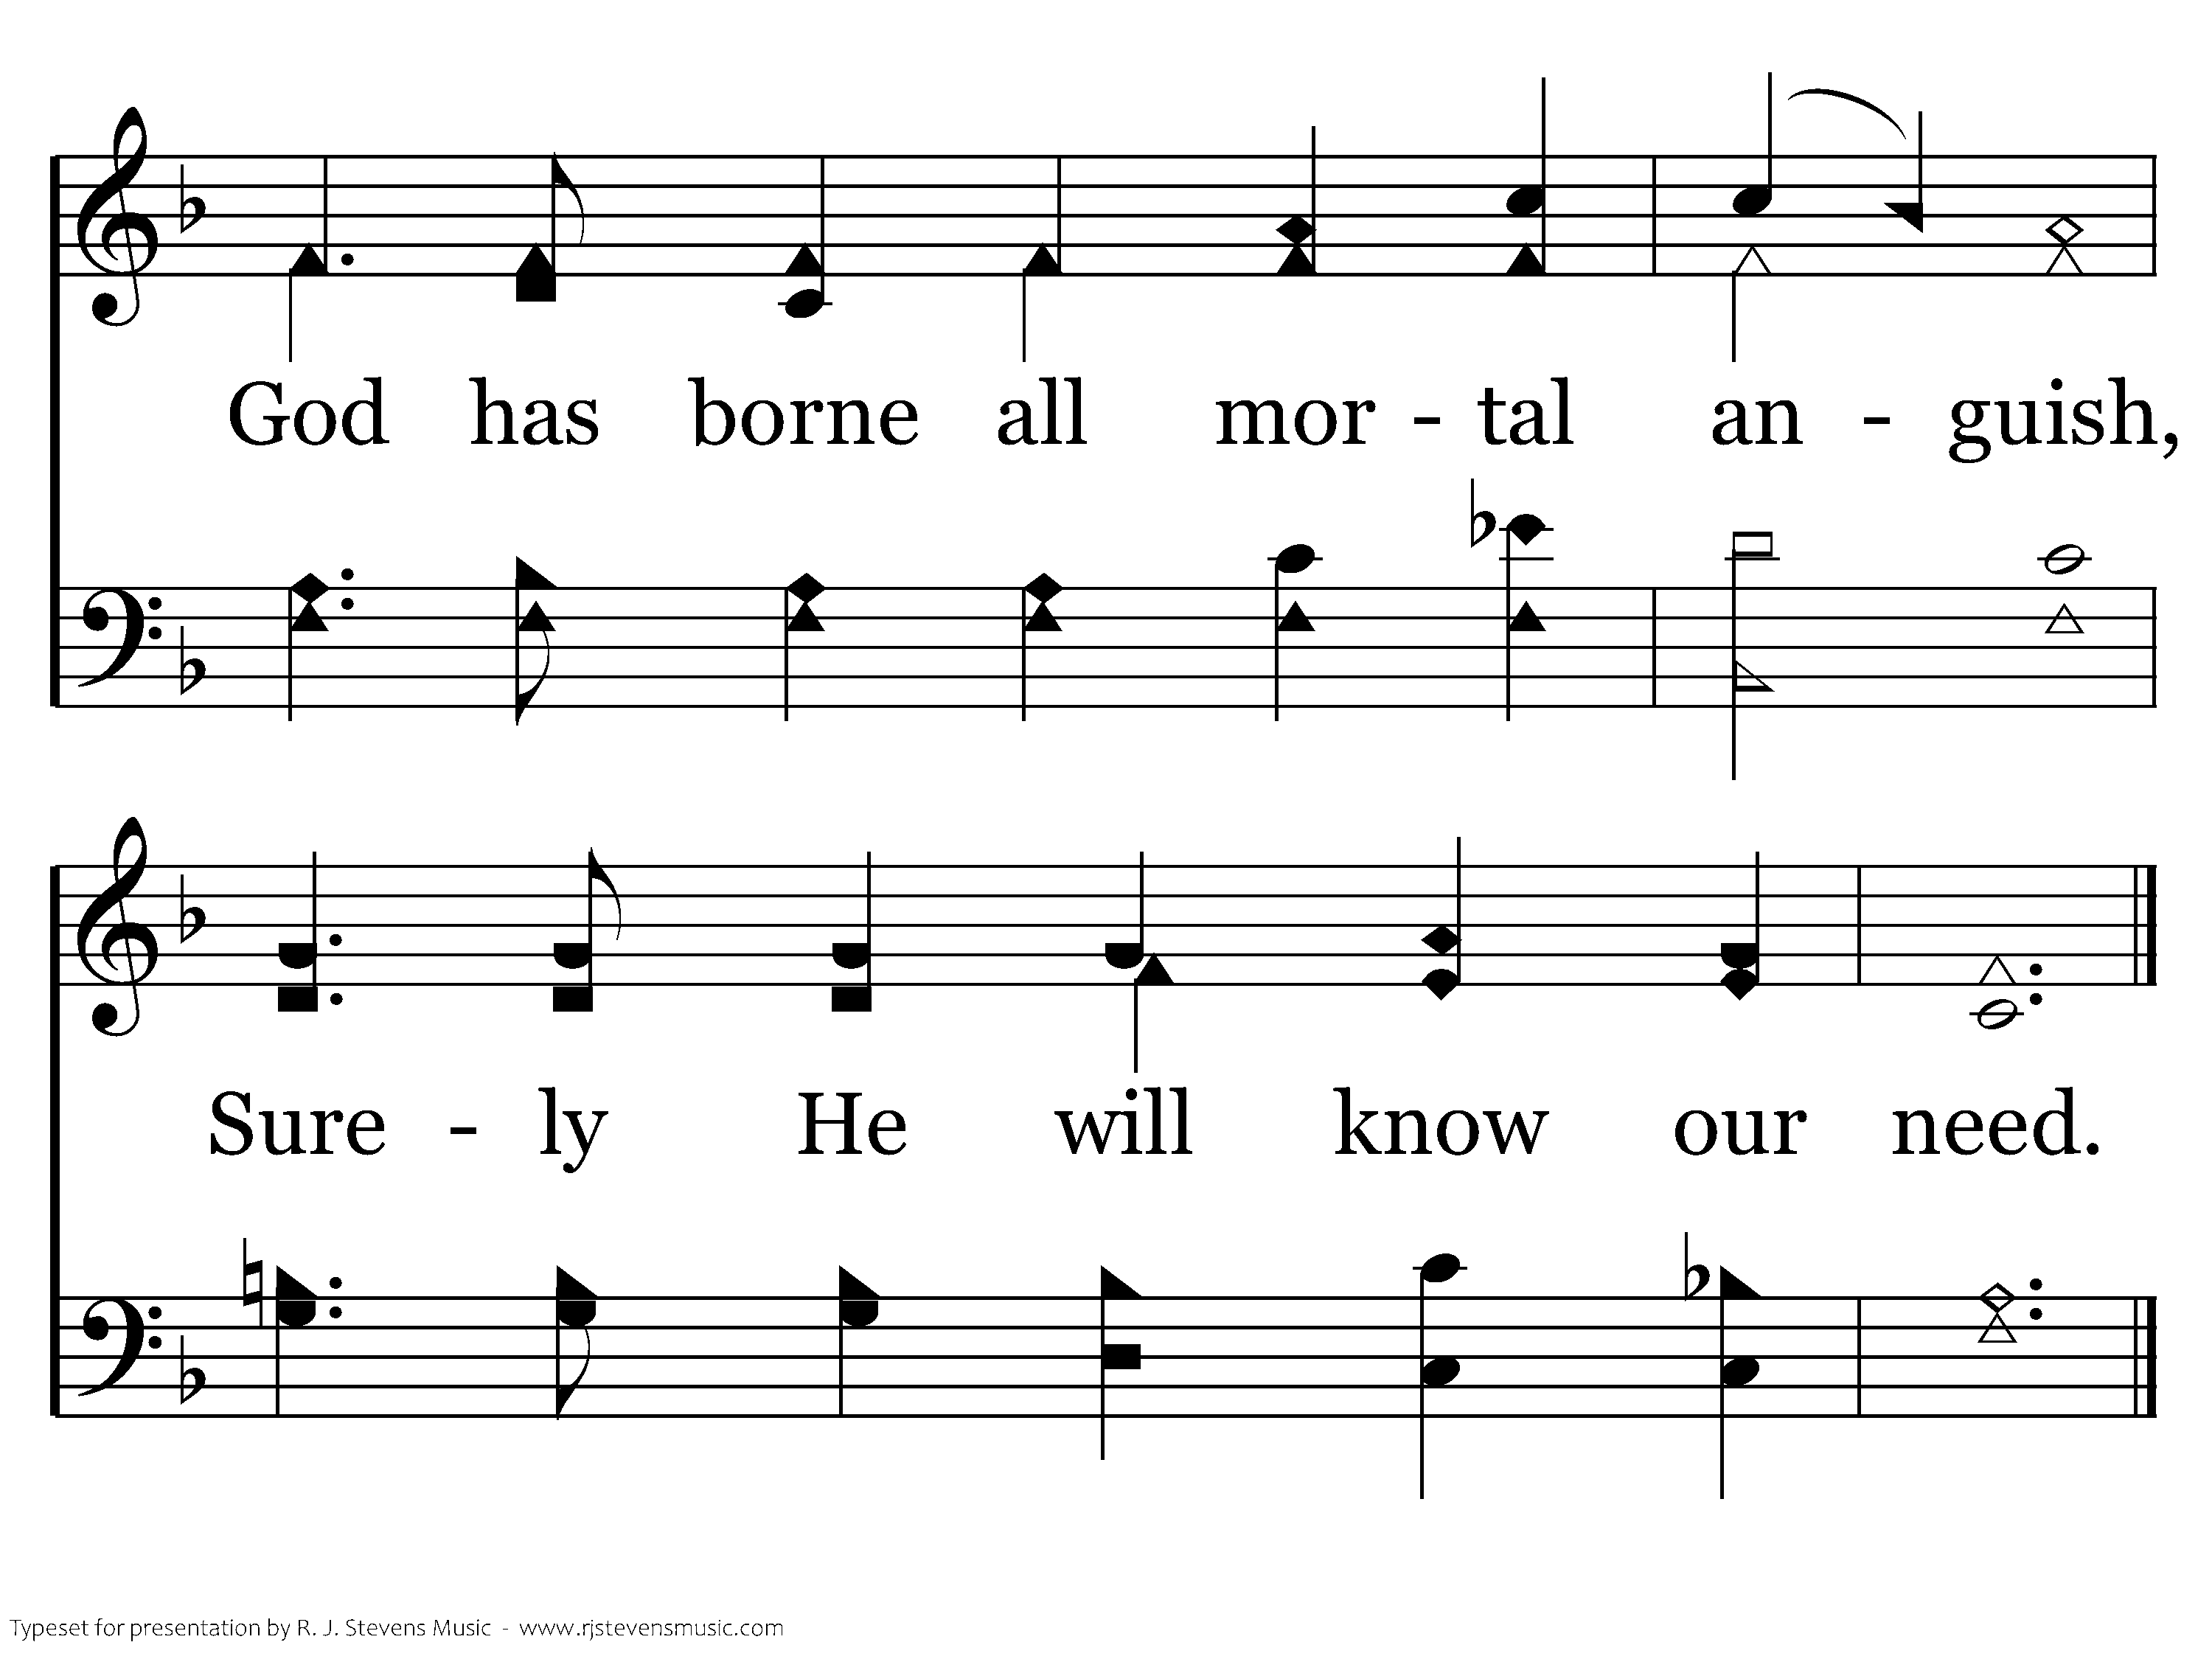 God has borne all mor - tal an - guish,
Sure - ly He will know our need.
Typeset for presentation by R. J. Stevens Music - www.rjstevensmusic.com